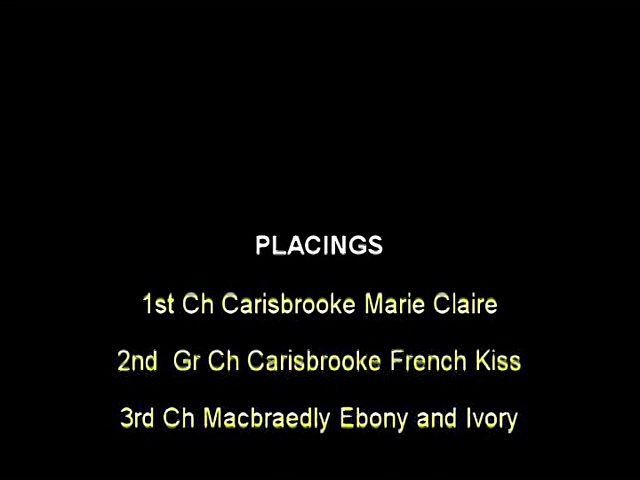 PLACINGS
1st Ch Carisbrooke Marie Claire
2nd Gr Ch Carisbrooke French Kiss
3rd Ch Macbraedly Ebony and Ivory